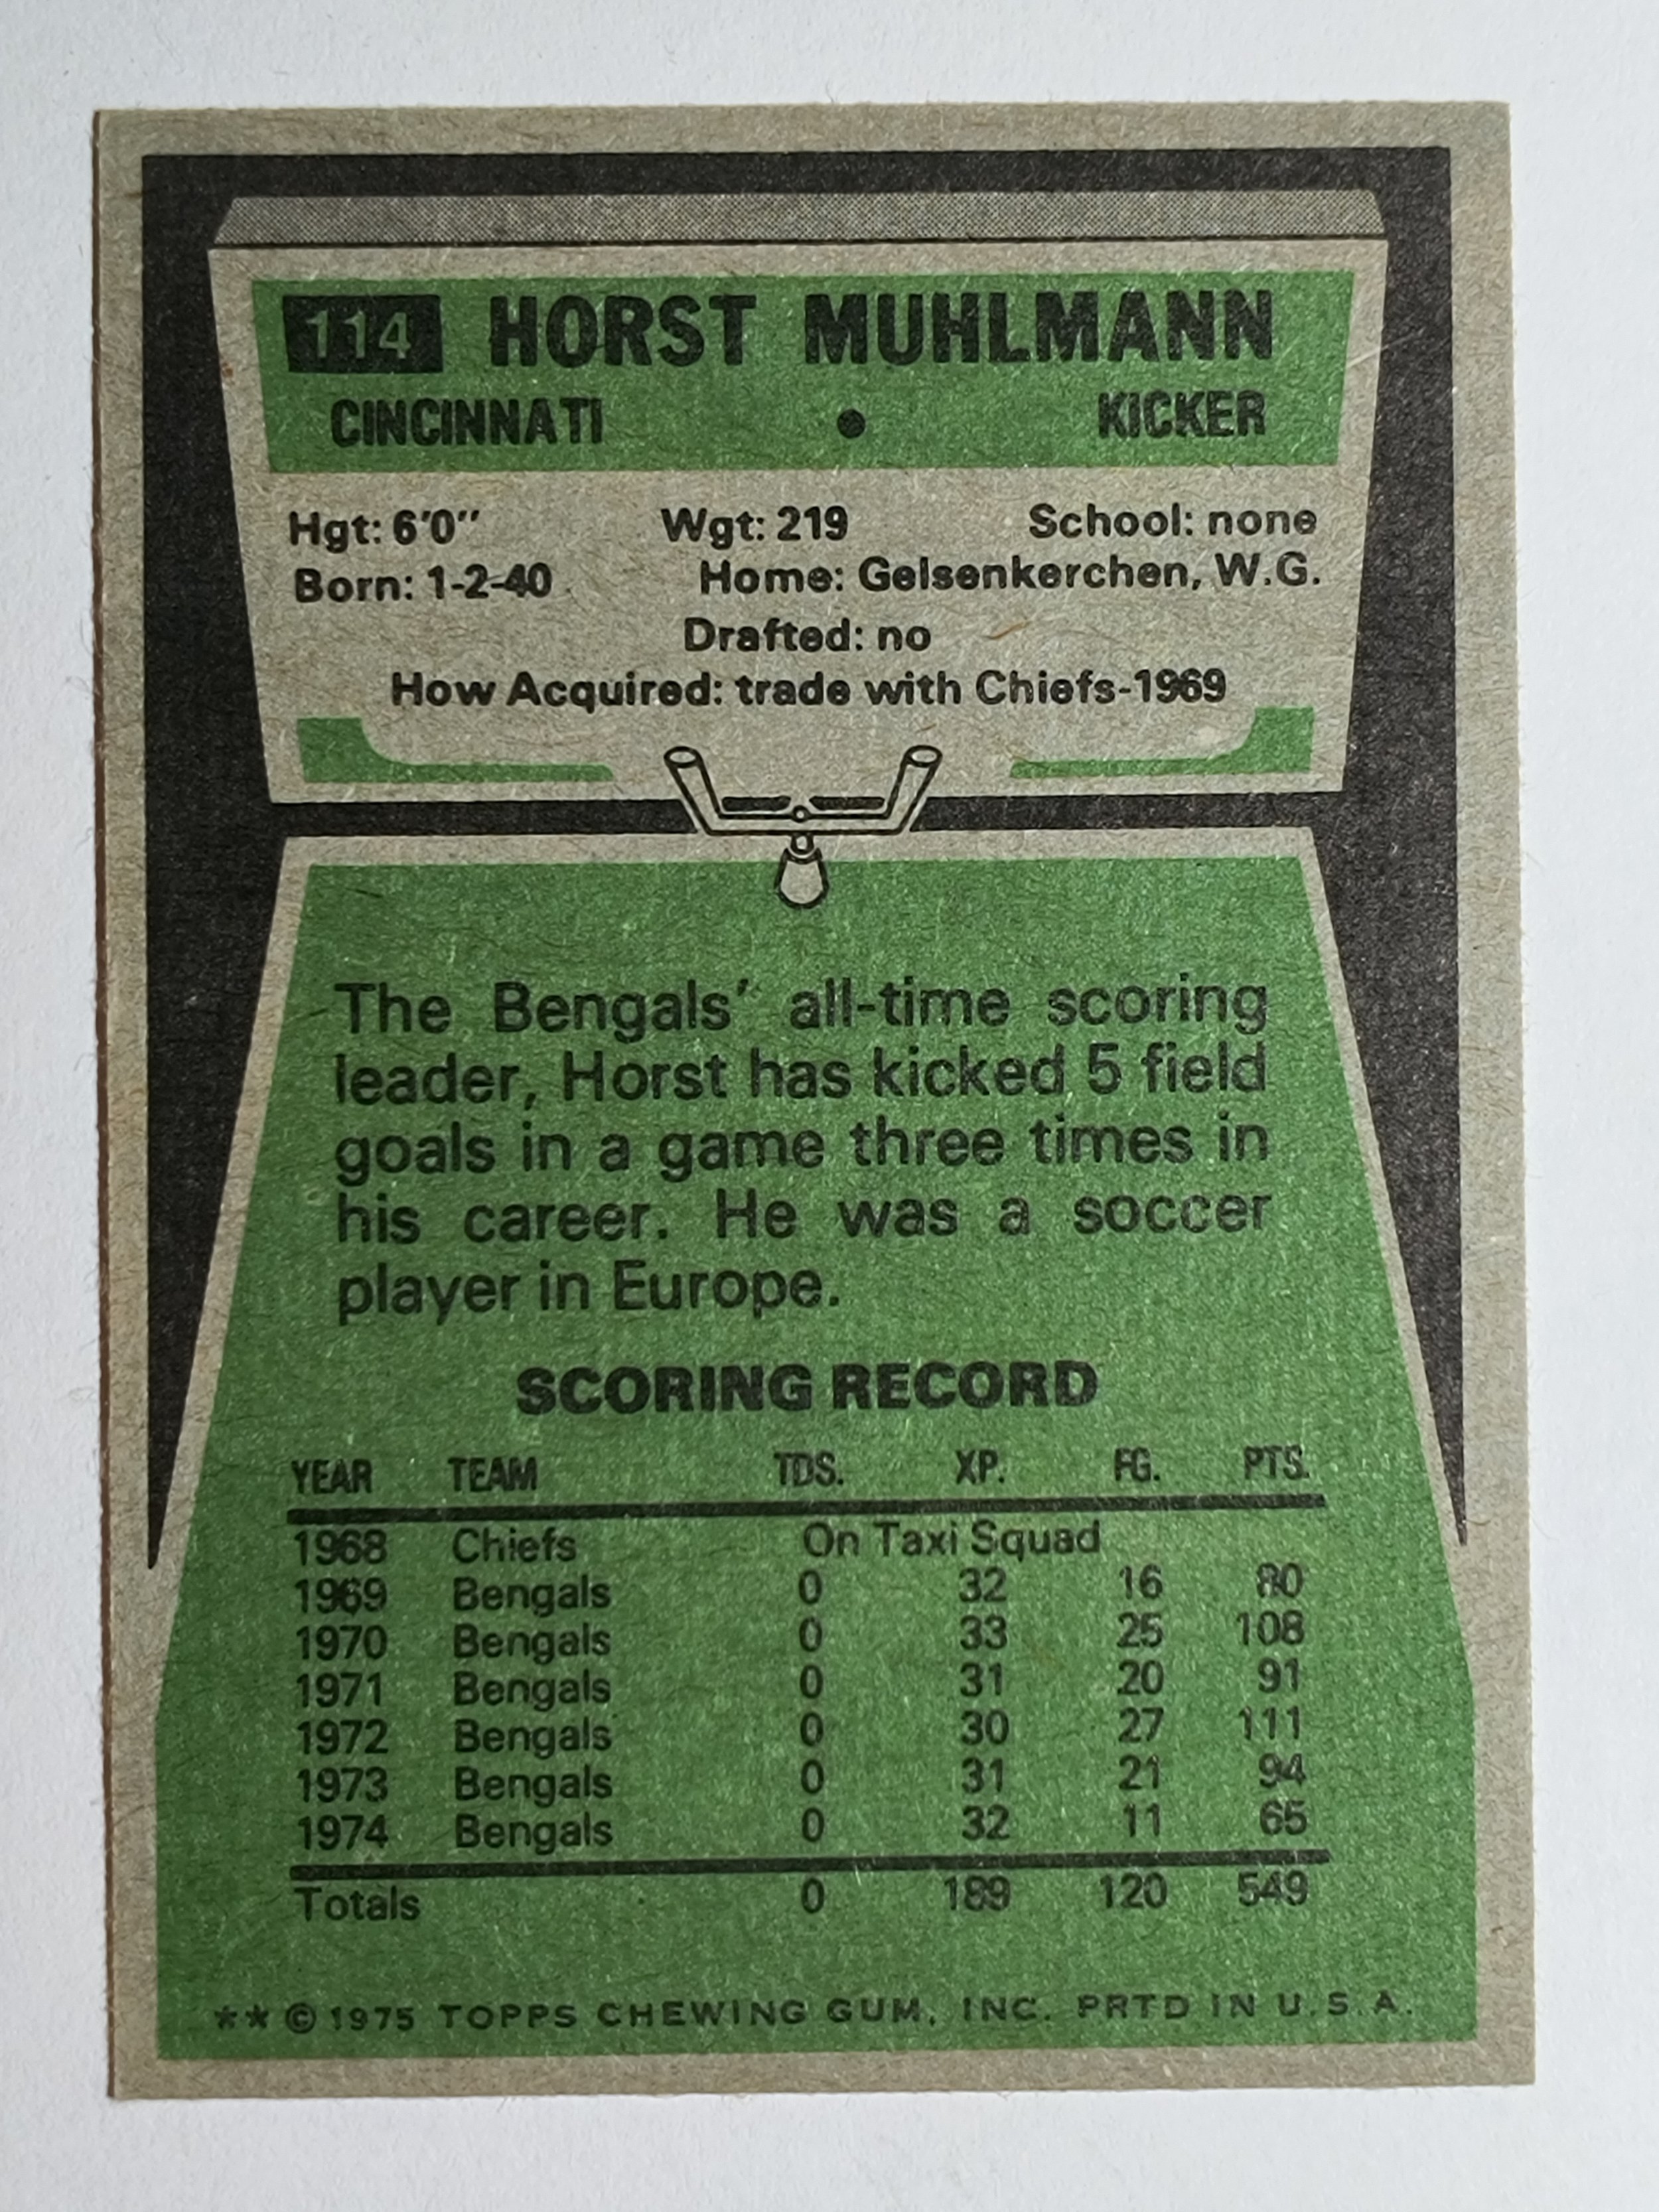 114 HORST MUHLMANN
CINCINNATI • KICKER
Hgt: 6'0" Wgt: 219 School: none
Born: 1-2-40 Home: Gelsenkerchen, W.G.
Drafted: no
How Acquired: trade with Chiefs-1969
The Bengals' all-time scoring
leader, Horst has kicked 5 field
goals in a game three times in
his career. He was a soccer
player in Europe.
SCORING RECORD
YEAR TEAM TDS. XP. FG. PTS.
1968 Chiefs On Taxi Squad
1969 Bengals 0 32 16 80
1970 Bengals 0 33 25 108
1971 Bengals 0 31 20 91
1972 Bengals 0 30 27 111
1973 Bengals 0 31 21 94
1974 Bengals 0 32 11 65
Totals 0 189 120 549
** © 1975 TOPPS CHEWING GUM, INC. PRTD IN U.S.A.